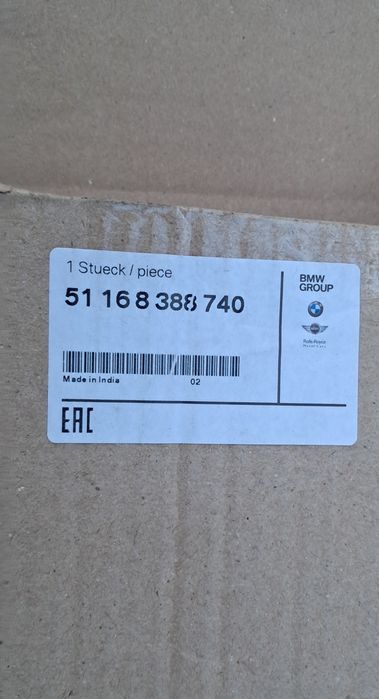 1 Stueck / piece
51 16 8 388 740
BMW
GROUP
Made in India 02
EAC